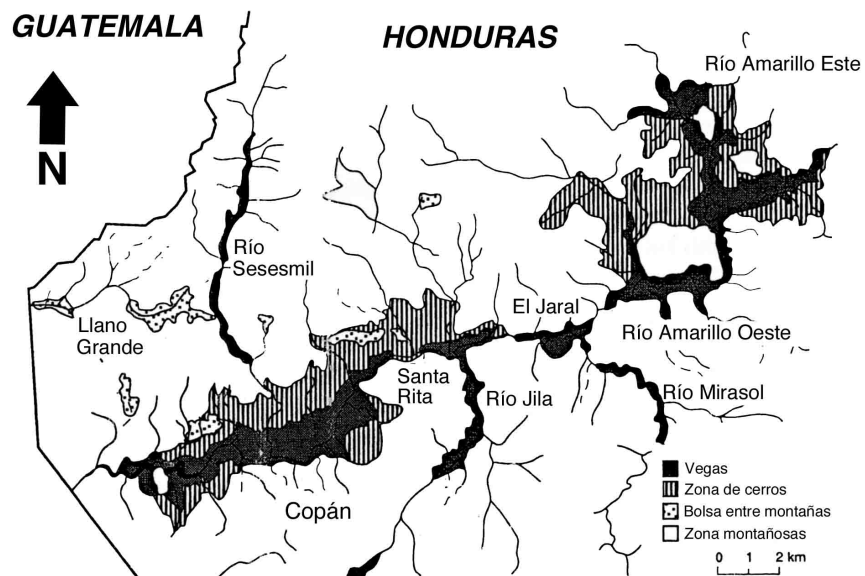 GUATEMALA
HONDURAS
Río Amarillo Este
N
Río
Sesesmil
Llano
Grande
El Jaral
Río Amarillo Oeste
Santa
Rita
Río Jila
Río Mirasol
Copán
Vegas
Zona de cerros
Bolsa entre montañas
Zona montañosas
0 1 2 km